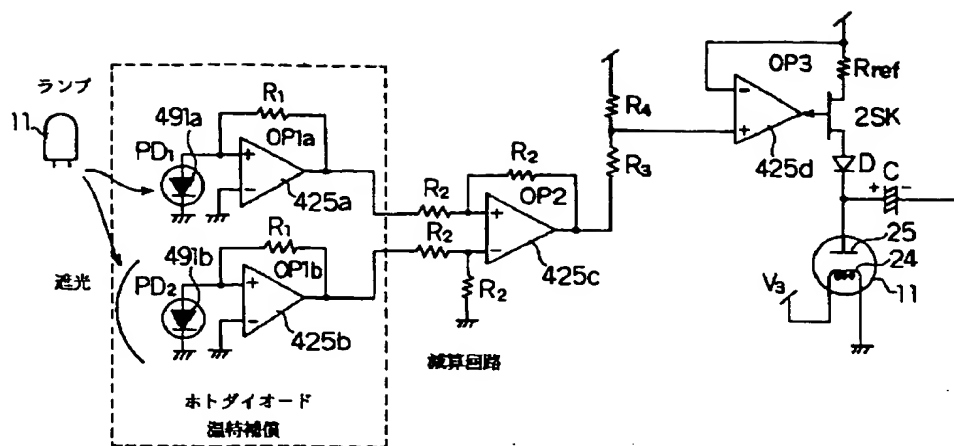 ランプ
11
491a
PD1
R1
OP1a
425a
遮光
491b
PD2
R1
OP1b
425b
ホトダイオード
温特補償
R2
R2
R2
R2
OP2
425c
減算回路
R4
R3
OP3
425d
Rref
2SK
D
C
+ -
25
24
11
V3